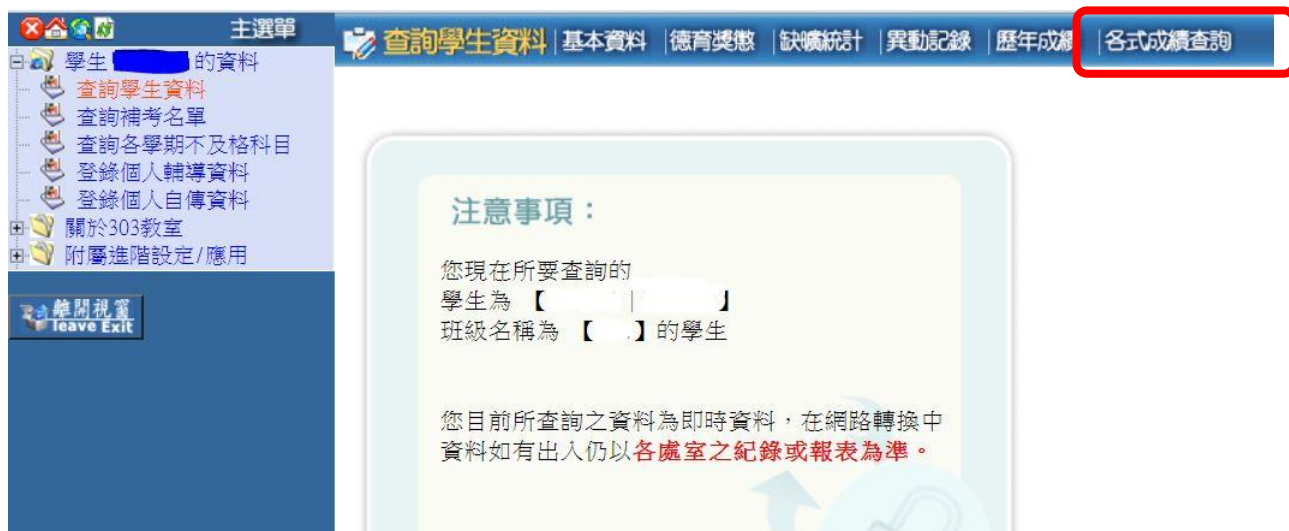 主選單
學生 的資料
查詢學生資料
查詢補考名單
查詢各學期不及格科目
登錄個人輔導資料
登錄個人自傳資料
關於303教室
附屬進階設定/應用
離開視窗
leave Exit
查詢學生資料|基本資料 |德育獎懲 |缺曠統計 |異動記錄 |歷年成績 |各式成績查詢
注意事項：
您現在所要查詢的
學生為 【 | 】
班級名稱為 【 】的學生
您目前所查詢之資料為即時資料，在網路轉換中
資料如有出入仍以各處室之紀錄或報表為準。